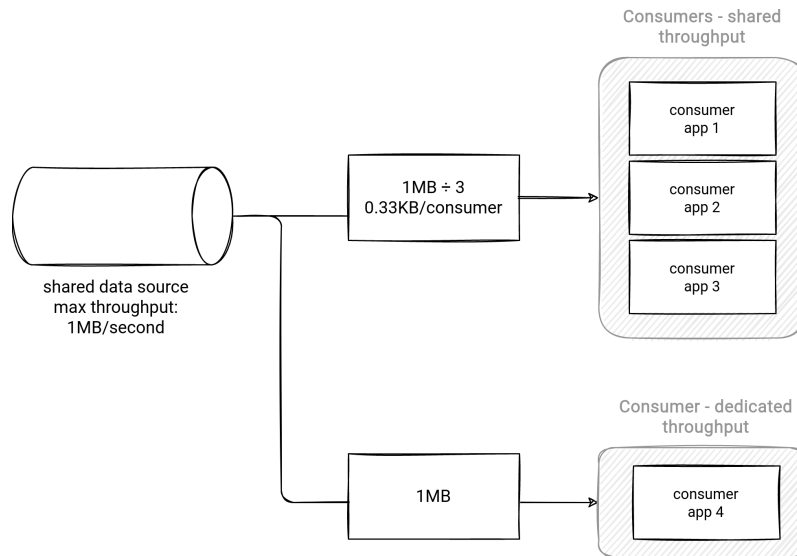 Consumers - shared
throughput
consumer
app 1
1MB ÷ 3
0.33KB/consumer
consumer
app 2
consumer
app 3
shared data source
max throughput:
1MB/second
Consumer - dedicated
throughput
1MB
consumer
app 4